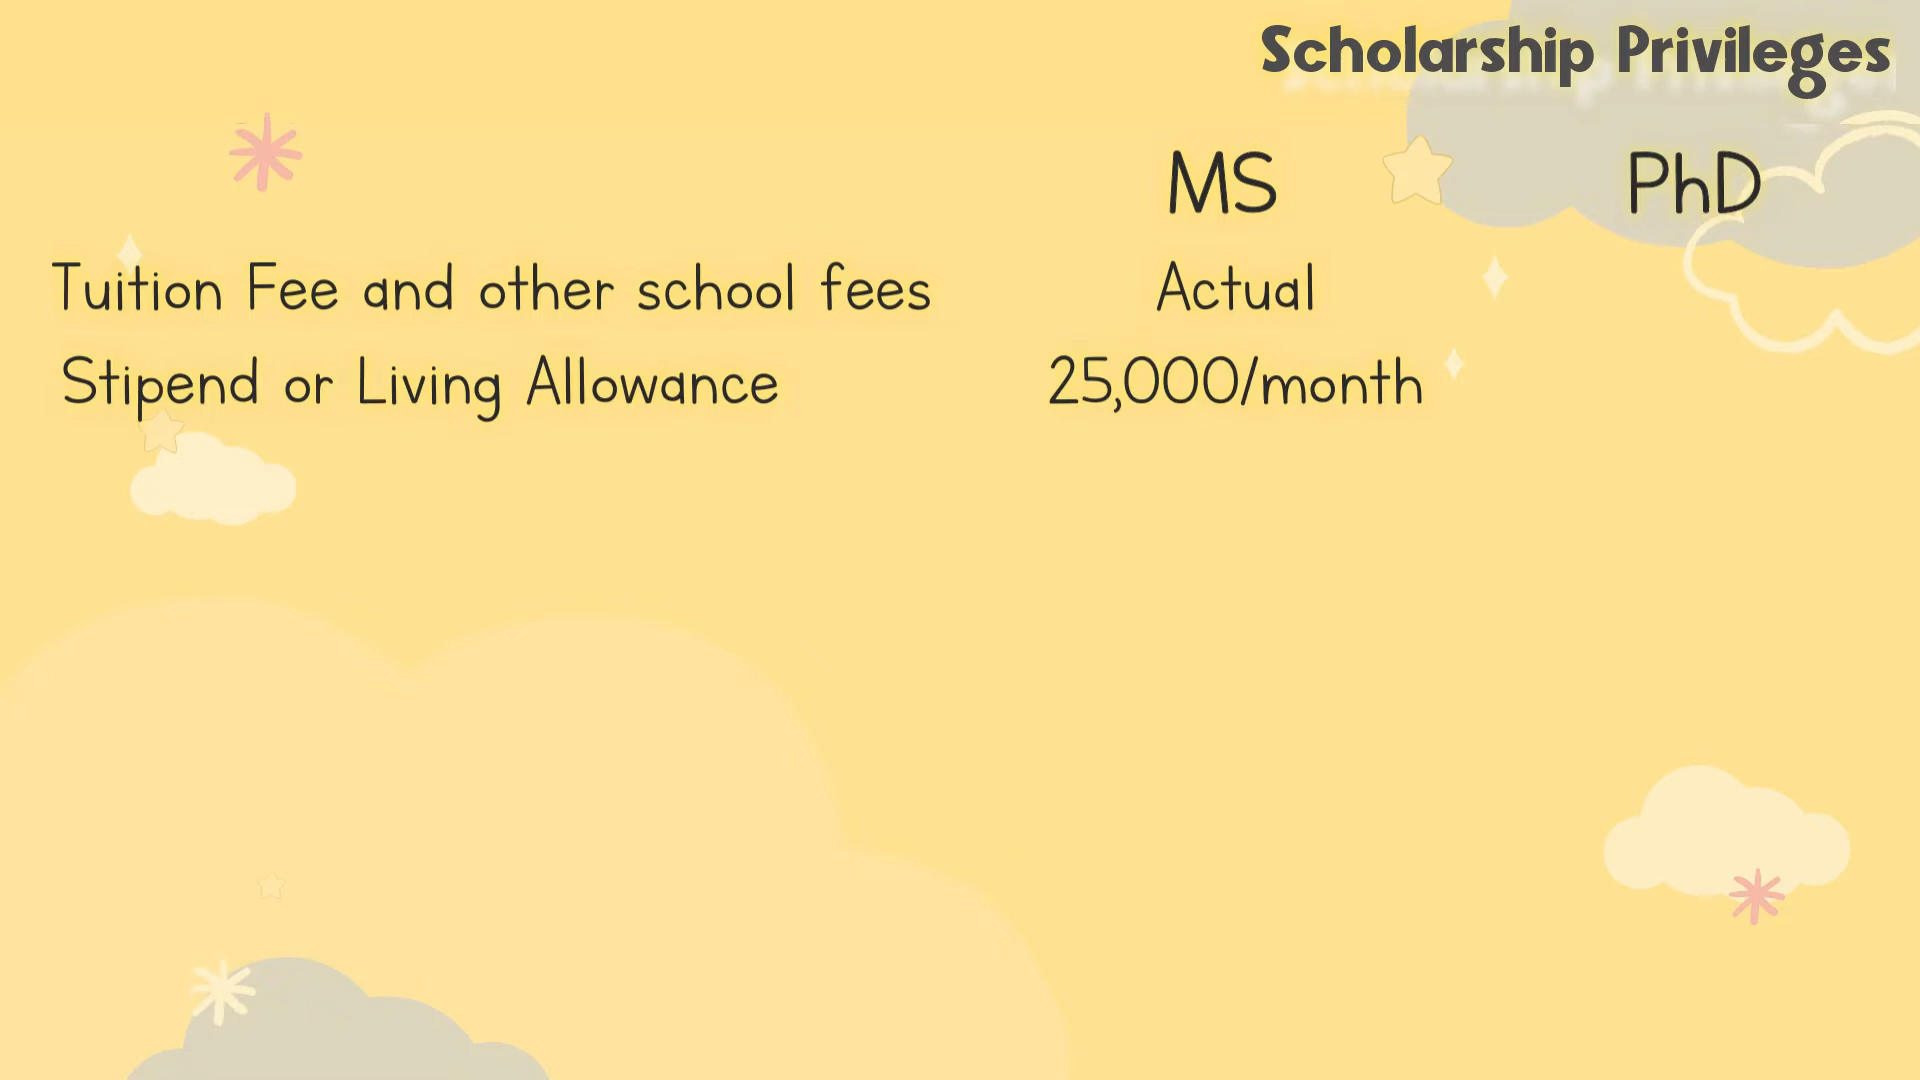 Scholarship Privileges
MS PhD
Tuition Fee and other school fees Actual
Stipend or Living Allowance 25,000/month